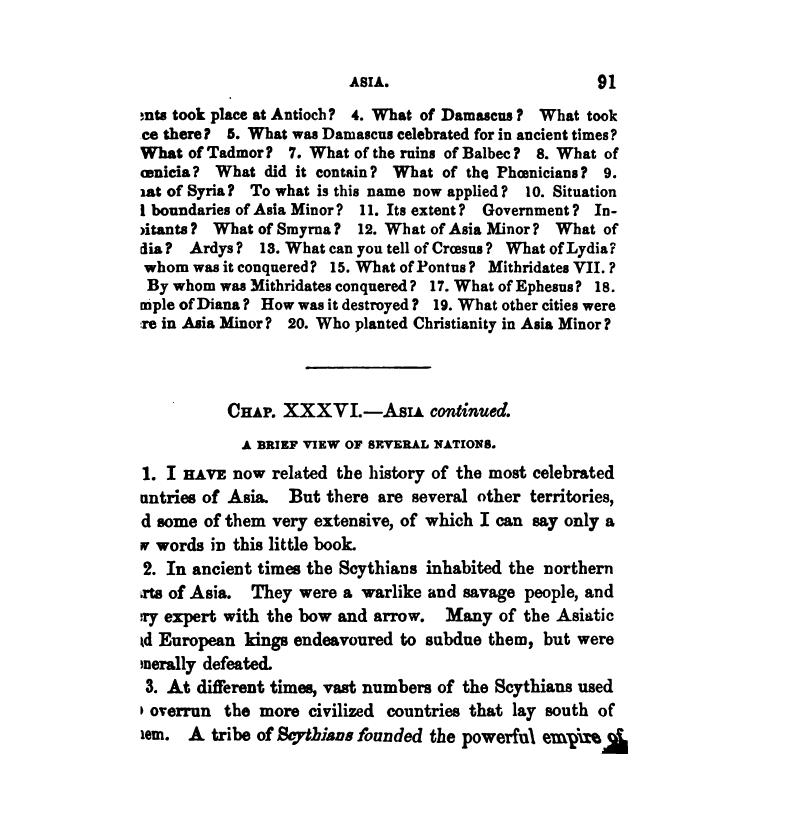 ASIA. 91
nts took place at Antioch? 4. What of Damascus? What took
ce there? 5. What was Damascus celebrated for in ancient times?
What of Tadmor? 7. What of the ruins of Balbec? 8. What of
œnicia? What did it contain? What of the Phœnicians? 9.
hat of Syria? To what is this name now applied? 10. Situation
l boundaries of Asia Minor? 11. Its extent? Government? In-
bitants? What of Smyrna? 12. What of Asia Minor? What of
dia? Ardys? 13. What can you tell of Crœsus? What of Lydia?
whom was it conquered? 15. What of Pontus? Mithridates VII.?
By whom was Mithridates conquered? 17. What of Ephesus? 18.
mple of Diana? How was it destroyed? 19. What other cities were
re in Asia Minor? 20. Who planted Christianity in Asia Minor?
CHAP. XXXVI.—ASIA continued.
A BRIEF VIEW OF SEVERAL NATIONS.
1. I HAVE now related the history of the most celebrated
untries of Asia. But there are several other territories,
d some of them very extensive, of which I can say only a
w words in this little book.
2. In ancient times the Scythians inhabited the northern
rts of Asia. They were a warlike and savage people, and
ry expert with the bow and arrow. Many of the Asiatic
d European kings endeavoured to subdue them, but were
nerally defeated.
3. At different times, vast numbers of the Scythians used
overrun the more civilized countries that lay south of
hem. A tribe of Scythians founded the powerful empire of